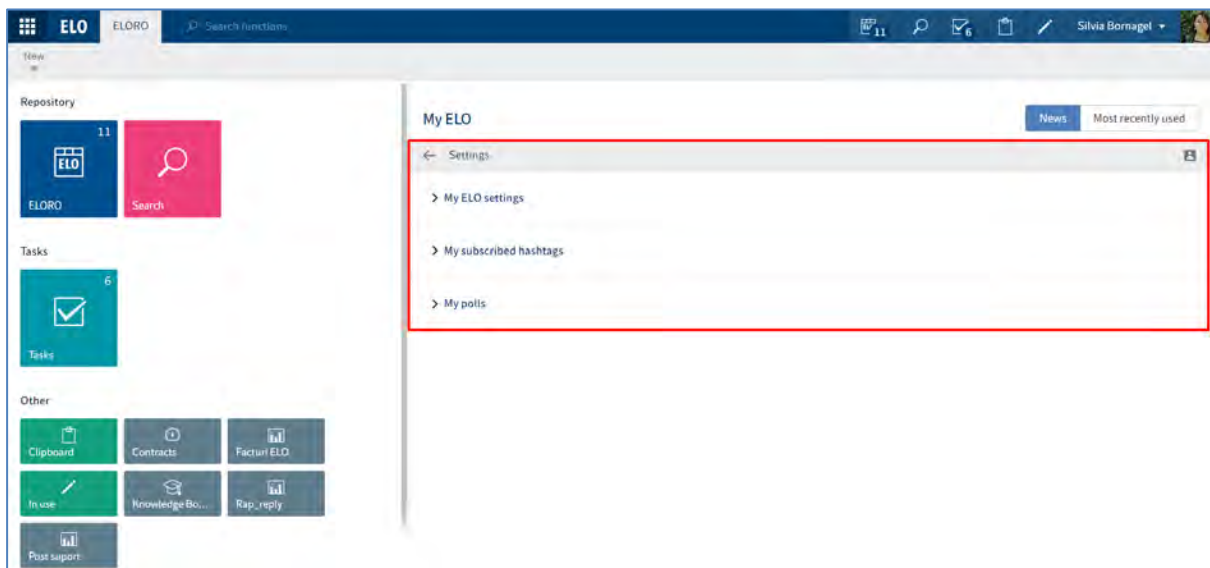 ELO
ELORO
Search functions
11
6
Silvia Bornagel
New
Repository
11
ELO
ELORO
Search
Tasks
6
Tasks
Other
Clipboard
Contracts
Facturi ELO
In use
Knowledge Bo...
Rap_reply
Post suport
My ELO
News
Most recently used
Settings
My ELO settings
My subscribed hashtags
My polls